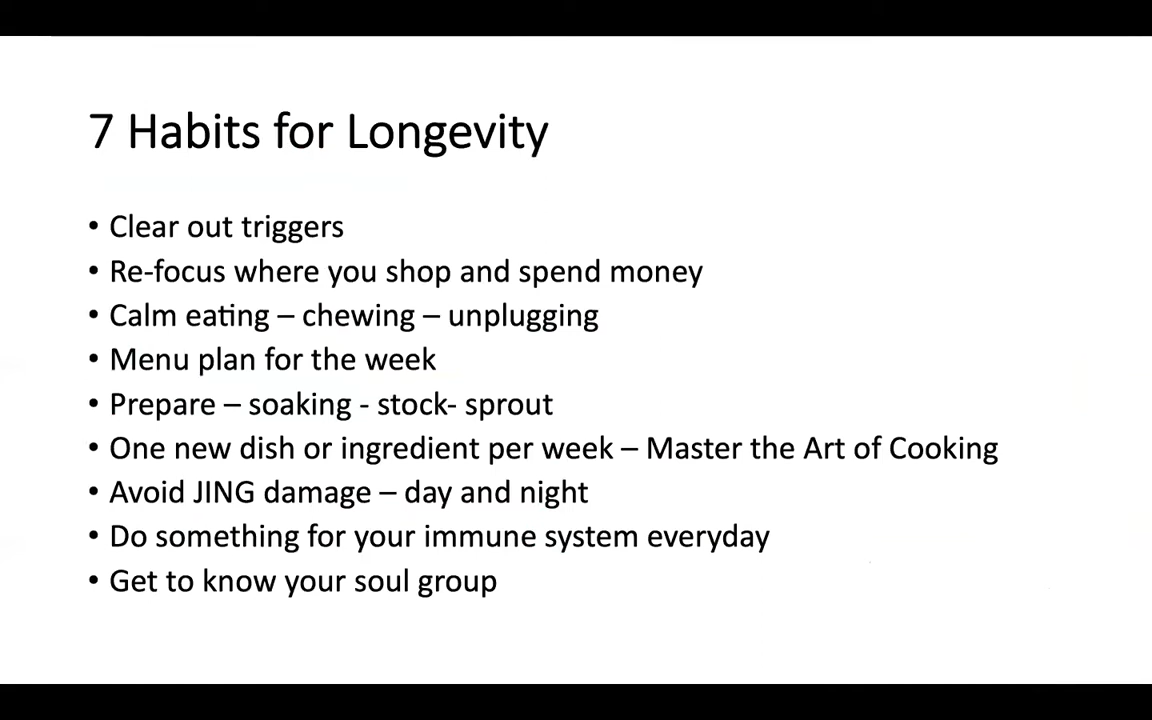 7 Habits for Longevity
• Clear out triggers
• Re-focus where you shop and spend money
• Calm eating – chewing – unplugging
• Menu plan for the week
• Prepare – soaking - stock- sprout
• One new dish or ingredient per week – Master the Art of Cooking
• Avoid JING damage – day and night
• Do something for your immune system everyday
• Get to know your soul group